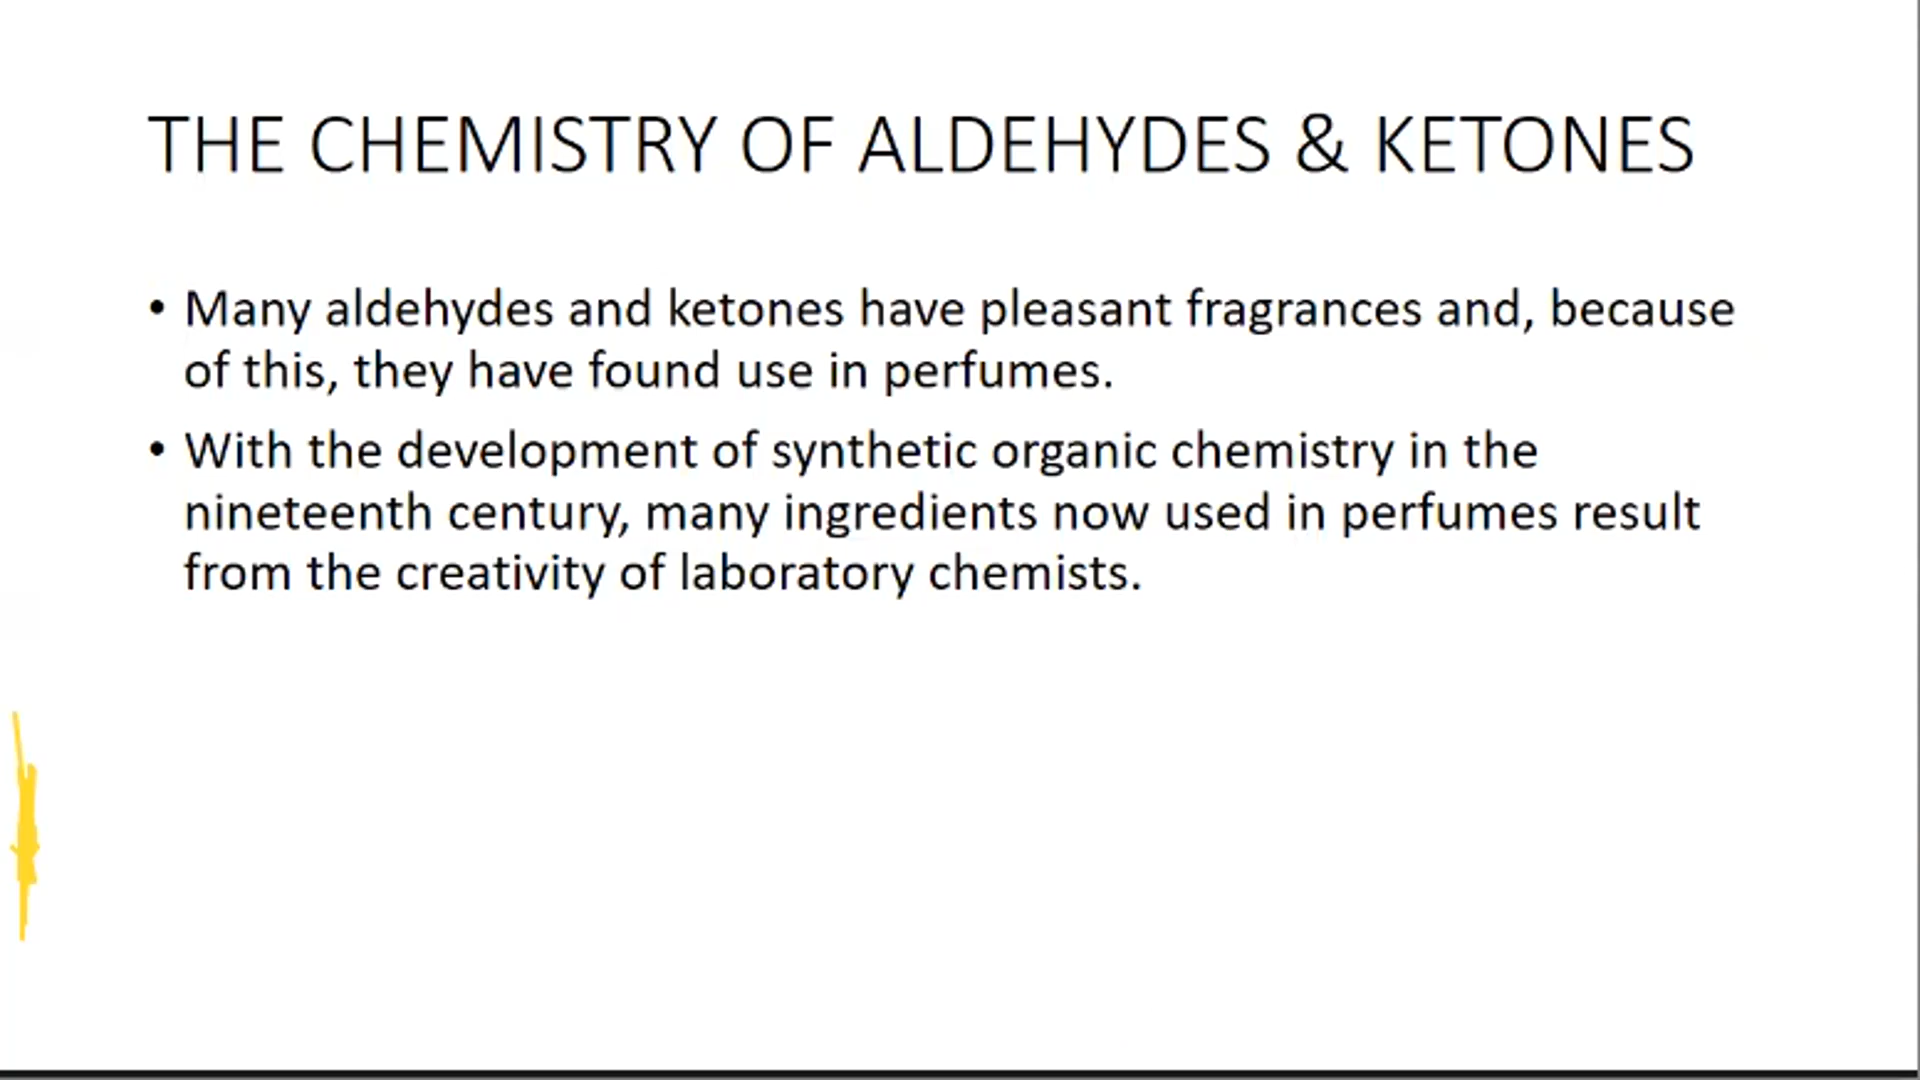 THE CHEMISTRY OF ALDEHYDES & KETONES
• Many aldehydes and ketones have pleasant fragrances and, because
of this, they have found use in perfumes.
• With the development of synthetic organic chemistry in the
nineteenth century, many ingredients now used in perfumes result
from the creativity of laboratory chemists.